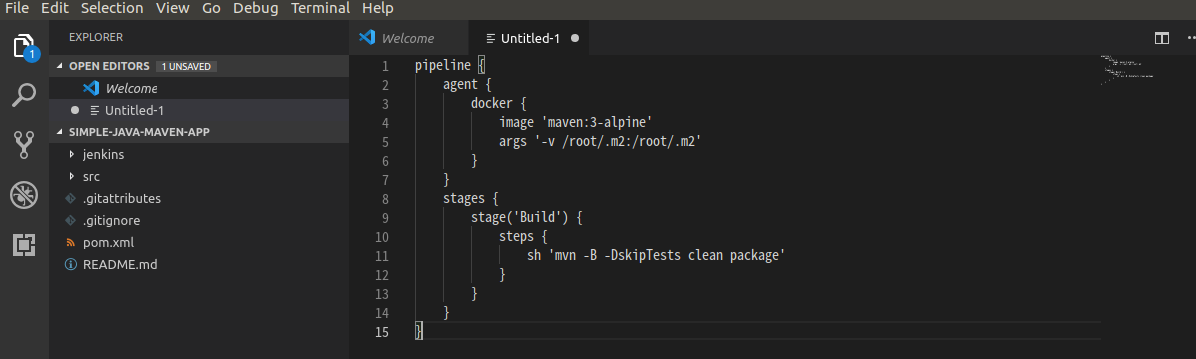 File Edit Selection View Go Debug Terminal Help
EXPLORER
OPEN EDITORS 1 UNSAVED
Welcome
Untitled-1
SIMPLE-JAVA-MAVEN-APP
jenkins
src
.gitattributes
.gitignore
pom.xml
README.md
1
Welcome
Untitled-1
1 pipeline {
2 agent {
3 docker {
4 image 'maven:3-alpine'
5 args '-v /root/.m2:/root/.m2'
6 }
7 }
8 stages {
9 stage('Build') {
10 steps {
11 sh 'mvn -B -DskipTests clean package'
12 }
13 }
14 }
15 }